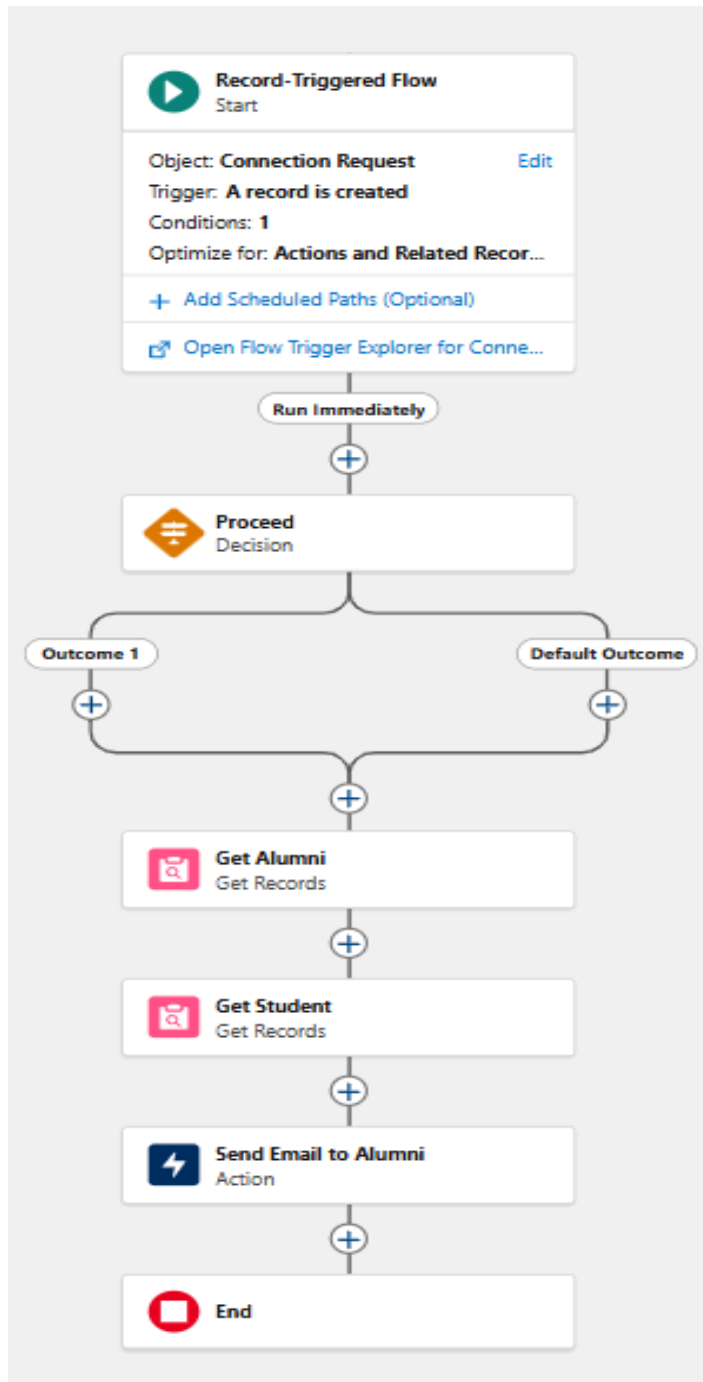 Record-Triggered Flow
Start
Object: Connection Request Edit
Trigger: A record is created
Conditions: 1
Optimize for: Actions and Related Recor...
Add Scheduled Paths (Optional)
Open Flow Trigger Explorer for Conne...
Run Immediately
Proceed
Decision
Outcome 1 Default Outcome
Get Alumni
Get Records
Get Student
Get Records
Send Email to Alumni
Action
End